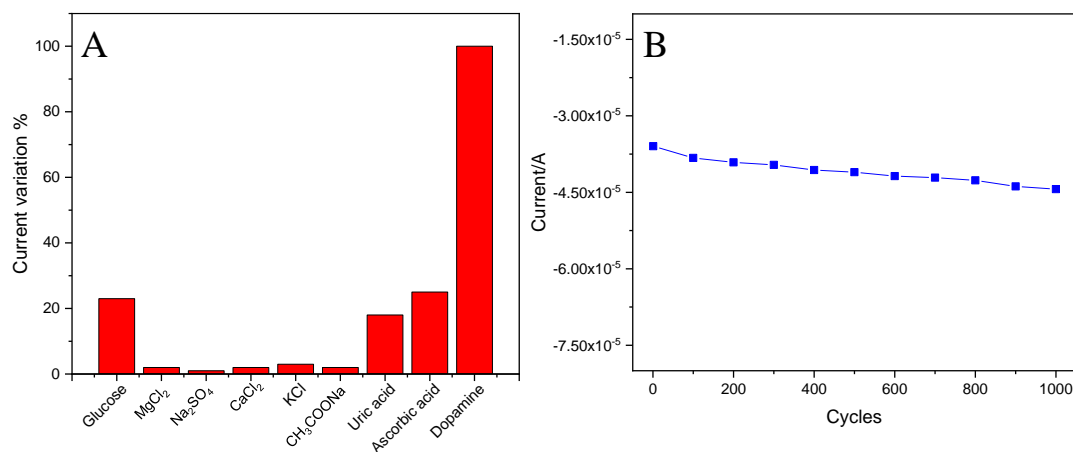 A
Current variation %
100
80
60
40
20
0
Glucose
MgCl₂
Na₂SO₄
CaCl₂
KCl
CH₃COONa
Uric acid
Ascorbic acid
Dopamine
B
Current/A
-1.50x10⁻⁵
-3.00x10⁻⁵
-4.50x10⁻⁵
-6.00x10⁻⁵
-7.50x10⁻⁵
0 200 400 600 800 1000
Cycles